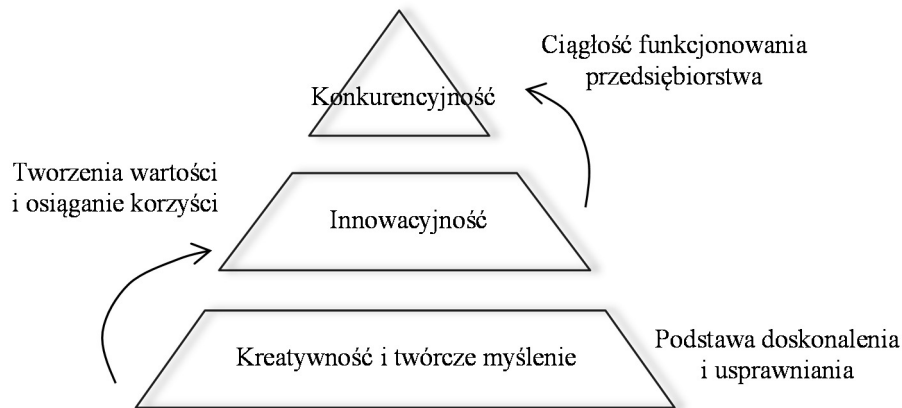 Ciągłość funkcjonowania
przedsiębiorstwa
Konkurencyjność
Tworzenia wartości
i osiąganie korzyści
Innowacyjność
Podstawa doskonalenia
i usprawniania
Kreatywność i twórcze myślenie